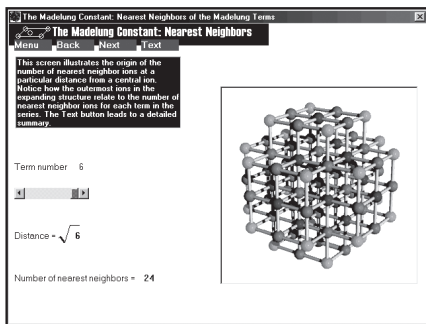 The Madelung Constant: Nearest Neighbors of the Madelung Terms
The Madelung Constant: Nearest Neighbors
Menu Back Next Text
This screen illustrates the origin of the
number of nearest neighbor ions at a
particular distance from a central ion.
Notice how the outermost ions in the
expanding structure relate to the number of
nearest neighbor ions for each term in the
series. The Text button leads to a detailed
summary.
Term number 6
Distance = √6
Number of nearest neighbors = 24